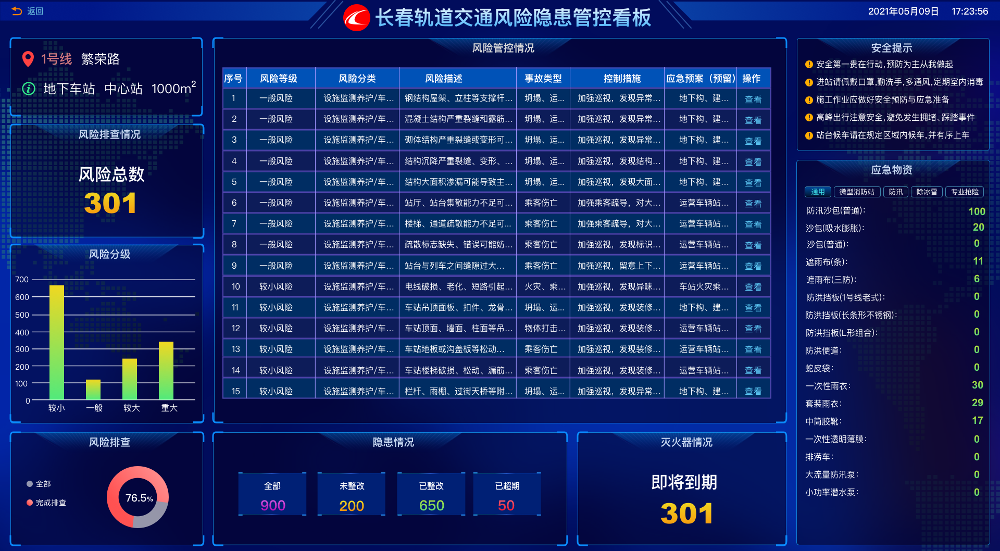 返回
长春轨道交通风险隐患管控看板
2021年05月09日 17:23:56
1号线 繁荣路
地下车站 中心站 1000m²
风险排查情况
风险总数
301
风险分级
700
600
500
400
300
200
100
0
较小 一般 较大 重大
风险排查
全部
完成排查
76.5%
风险管控情况
序号 风险等级 风险分类 风险描述 事故类型 控制措施 应急预案（预留） 操作
1 一般风险 设施监测养护/车... 钢结构屋架、立柱等支撑杆... 坍塌、运... 加强巡视，发现异常... 地下构、建... 查看
2 一般风险 设施监测养护/车... 混凝土结构严重裂缝和露筋... 坍塌、运... 加强巡视，发现异常... 地下构、建... 查看
3 一般风险 设施监测养护/车... 砌体结构严重裂缝或变形可... 坍塌、运... 加强巡视，发现异常... 地下构、建... 查看
4 一般风险 设施监测养护/车... 结构沉降严重裂缝、变形、... 坍塌、运... 加强巡视，发现结构... 地下构、建... 查看
5 一般风险 设施监测养护/车... 结构大面积渗漏可能导致主... 坍塌、运... 加强巡视，发现大面... 地下构、建... 查看
6 一般风险 设施监测养护/车... 站厅、站台集散能力不足可... 乘客伤亡 加强乘客疏导，对大... 运营车辆站... 查看
7 一般风险 设施监测养护/车... 楼梯、通道疏散能力不足可... 乘客伤亡 加强乘客疏导，对大... 运营车辆站... 查看
8 一般风险 设施监测养护/车... 疏散标志缺失、错误可能妨... 乘客伤亡 加强巡视，发现标识... 运营车辆站... 查看
9 一般风险 设施监测养护/车... 站台与列车之间缝隙过大... 乘客伤亡 加强巡视，留意上下... 运营车辆站... 查看
10 较小风险 设施监测养护/车... 电线破损、老化、短路引起... 火灾、乘... 加强巡视，发现异味... 车站火灾乘... 查看
11 较小风险 设施监测养护/车... 车站吊顶面板、扣件、龙骨... 坍塌、运... 加强巡视，发现装修... 地下构、建... 查看
12 较小风险 设施监测养护/车... 车站顶面、墙面、柱面等吊... 物体打击... 加强巡视，发现装修... 运营车辆站... 查看
13 较小风险 设施监测养护/车... 车站地板或沟盖板等松动... 乘客伤亡 加强巡视，发现装修... 运营车辆站... 查看
14 较小风险 设施监测养护/车... 车站楼梯破损、松动、漏筋... 乘客伤亡 加强巡视，发现装修... 运营车辆站... 查看
15 较小风险 设施监测养护/车... 栏杆、雨棚、过街天桥等附... 坍塌、运... 加强巡视，发现异常... 地下构、建... 查看
隐患情况
全部 未整改 已整改 已超期
900 200 650 50
灭火器情况
即将到期
301
安全提示
安全第一贵在行动,预防为主从我做起
进站请佩戴口罩,勤洗手,多通风,定期室内消毒
施工作业应做好安全预防与应急准备
高峰出行注意安全,避免发生拥堵、踩踏事件
站台候车请在规定区域内候车,并有序上车
应急物资
通用 微型消防站 防汛 除冰雪 专业抢险
防汛沙包(普通): 100
沙包(吸水膨胀): 20
沙包(普通): 0
遮雨布(条): 11
遮雨布(三防): 6
防洪挡板(1号线老式): 0
防洪挡板(长条形不锈钢): 0
防洪挡板(L形组合): 0
防洪便道: 0
蛇皮袋: 0
一次性雨衣: 30
套装雨衣: 29
中筒胶靴: 17
一次性透明薄膜: 0
排涝车: 0
大流量防汛泵: 0
小功率潜水泵: 0